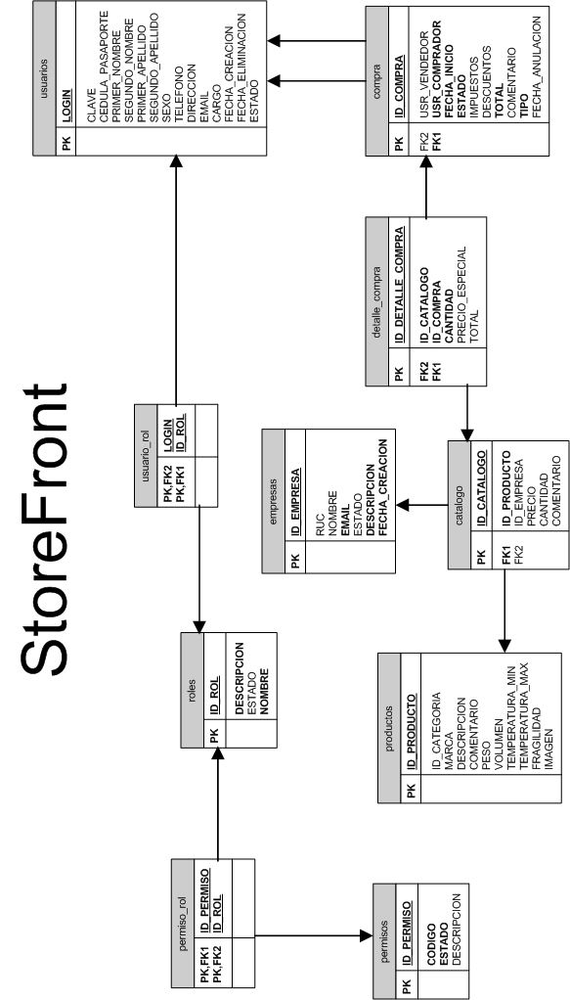 StoreFront
permiso_rol
PK,FK1 ID_PERMISO
PK,FK2 ID_ROL
roles
PK ID_ROL
DESCRIPCION
ESTADO
NOMBRE
usuario_rol
PK,FK2 LOGIN
PK,FK1 ID_ROL
usuarios
PK LOGIN
CLAVE
CEDULA_PASAPORTE
PRIMER_NOMBRE
SEGUNDO_NOMBRE
PRIMER_APELLIDO
SEGUNDO_APELLIDO
SEXO
TELEFONO
DIRECCION
EMAIL
CARGO
FECHA_CREACION
FECHA_ELIMINACION
ESTADO
empresas
PK ID_EMPRESA
RUC
NOMBRE
EMAIL
ESTADO
DESCRIPCION
FECHA_CREACION
permisos
PK ID_PERMISO
CODIGO
ESTADO
DESCRIPCION
productos
PK ID_PRODUCTO
ID_CATEGORIA
MARCA
DESCRIPCION
COMENTARIO
PESO
VOLUMEN
TEMPERATURA_MIN
TEMPERATURA_MAX
FRAGILIDAD
IMAGEN
catalogo
PK ID_CATALOGO
FK1 ID_PRODUCTO
FK2 ID_EMPRESA
PRECIO
CANTIDAD
COMENTARIO
detalle_compra
PK ID_DETALLE_COMPRA
FK2 ID_CATALOGO
FK1 ID_COMPRA
CANTIDAD
PRECIO_ESPECIAL
TOTAL
compra
PK ID_COMPRA
FK2 USR_VENDEDOR
FK1 USR_COMPRADOR
FECHA_INICIO
ESTADO
IMPUESTOS
DESCUENTOS
TOTAL
COMENTARIO
TIPO
FECHA_ANULACION